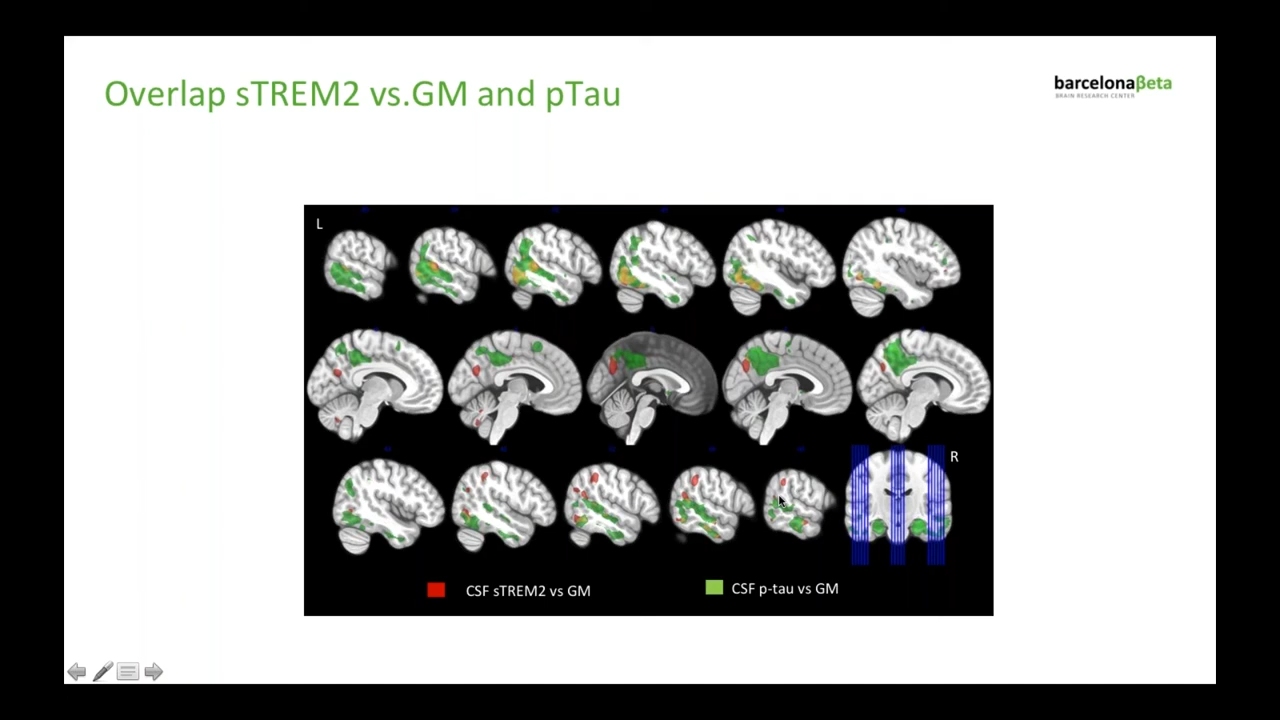 Overlap sTREM2 vs.GM and pTau
barcelonaβeta
BRAIN RESEARCH CENTER
L
R
CSF sTREM2 vs GM
CSF p-tau vs GM